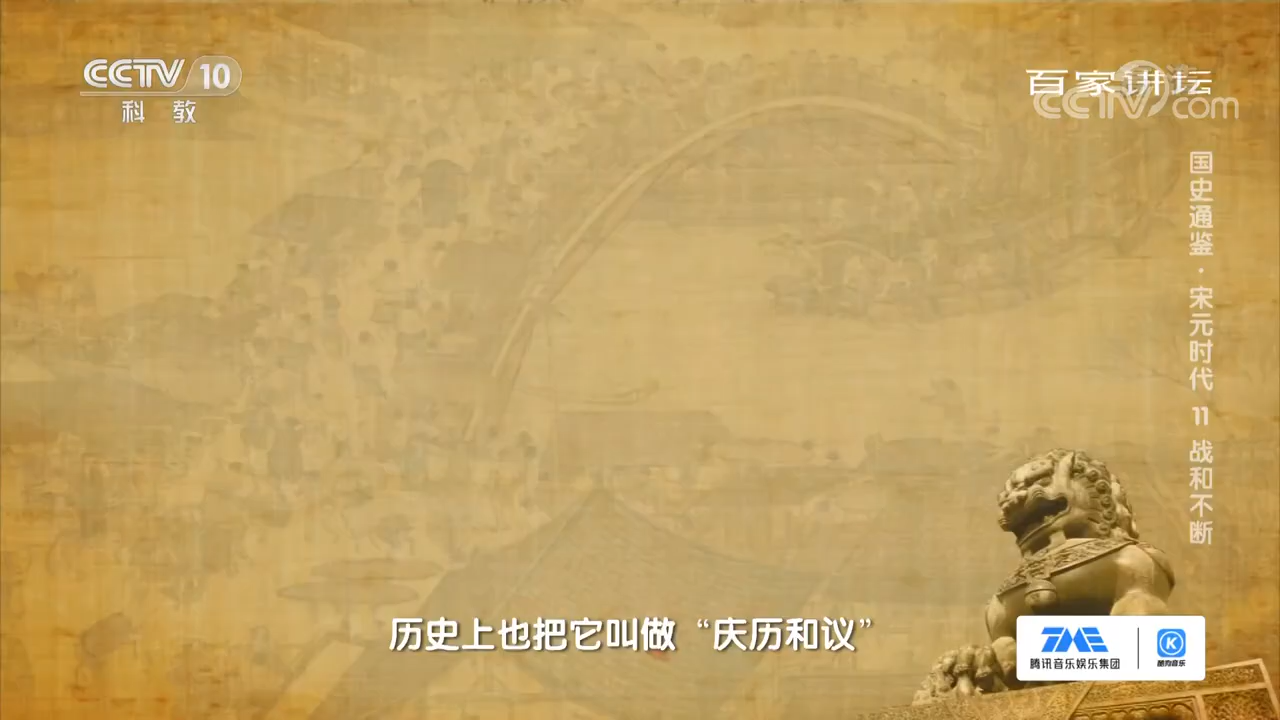 CCTV 10
科教
百家讲坛
CCTV.com
国史通鉴·宋元时代 11 战和不断
历史上也把它叫做“庆历和议”
TME
腾讯音乐娱乐集团
K
酷狗音乐